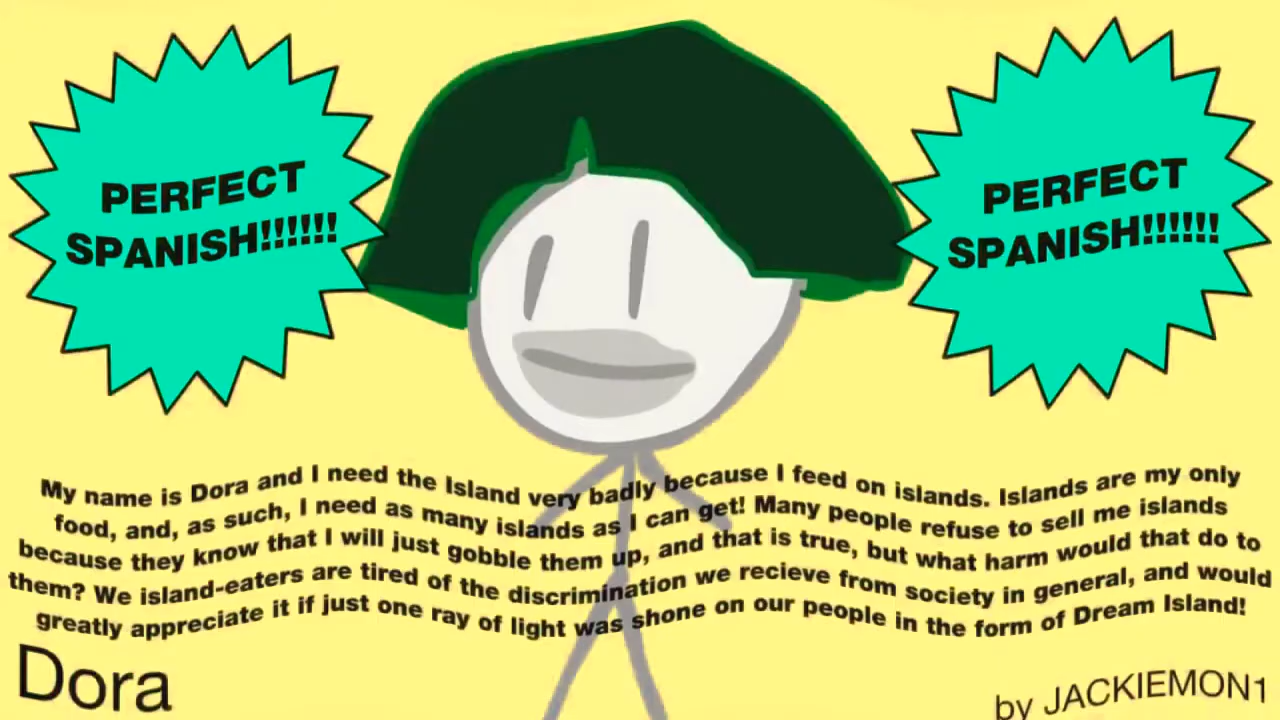 PERFECT
SPANISH!!!!!!
PERFECT
SPANISH!!!!!!
My name is Dora and I need the Island very badly because I feed on islands. Islands are my only
food, and, as such, I need as many islands as I can get! Many people refuse to sell me islands
because they know that I will just gobble them up, and that is true, but what harm would that do to
them? We island-eaters are tired of the discrimination we recieve from society in general, and would
greatly appreciate it if just one ray of light was shone on our people in the form of Dream Island!
Dora
by JACKIEMON1